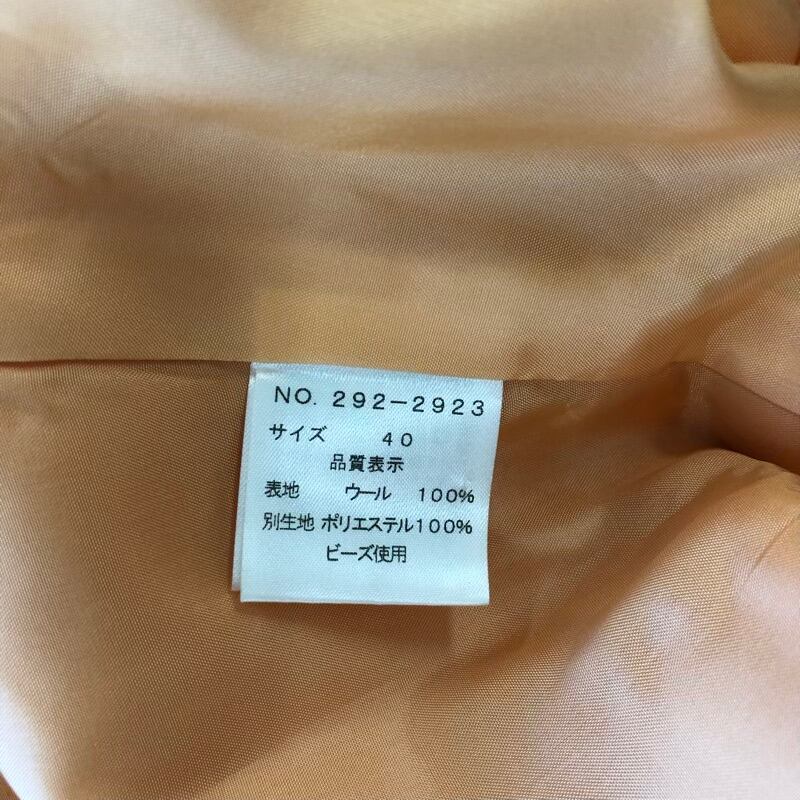 NO. 292-2923
サイズ 40
品質表示
表地 ウール 100%
別生地 ポリエステル100%
ビーズ使用